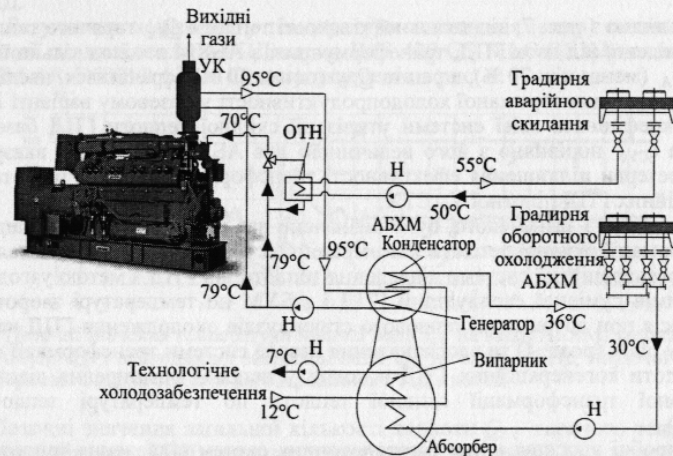 Вихідні
гази
УК
95°C
70°C
ОТН
Н
55°C
50°C
Градирня
аварійного
скидання
АБХМ
Конденсатор
79°C
95°C
79°C
Н
Градирня
оборотного
охолодження
АБХМ
Генератор
36°C
30°C
Н
7°C
Технологічне
холодозабезпечення
12°C
Випарник
Н
Абсорбер